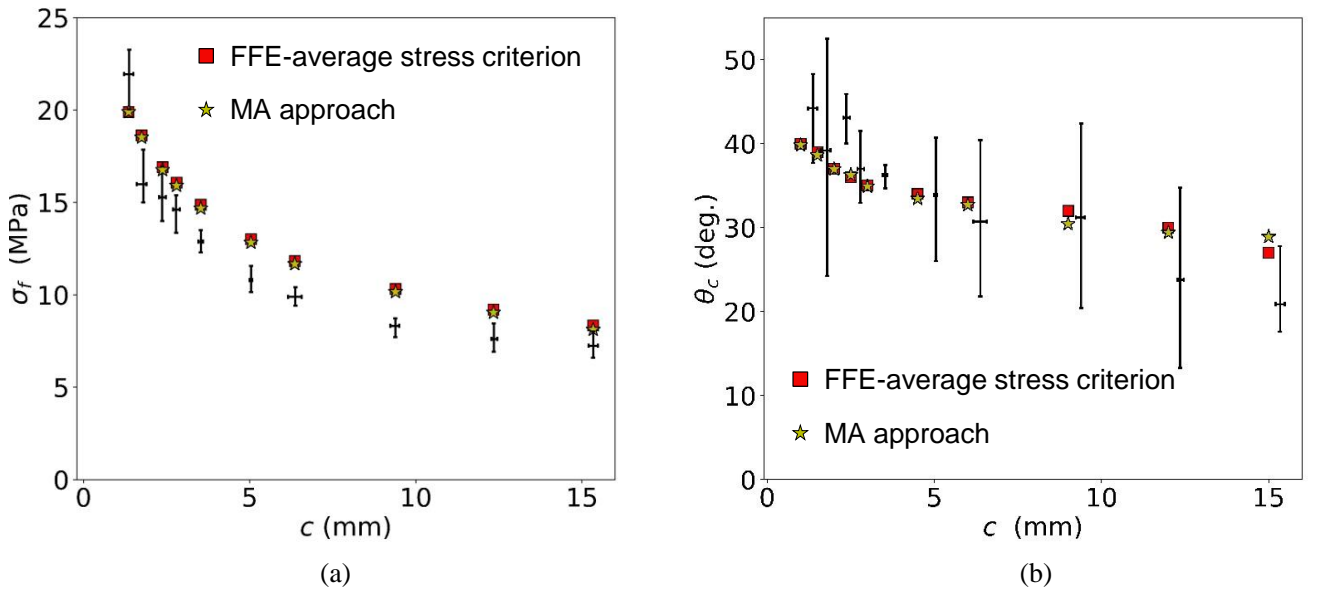 25
20
15
10
5
0
σf (MPa)
FFE-average stress criterion
MA approach
0 5 10 15
c (mm)
(a)
50
40
30
20
10
0
θc (deg.)
FFE-average stress criterion
MA approach
0 5 10 15
c (mm)
(b)